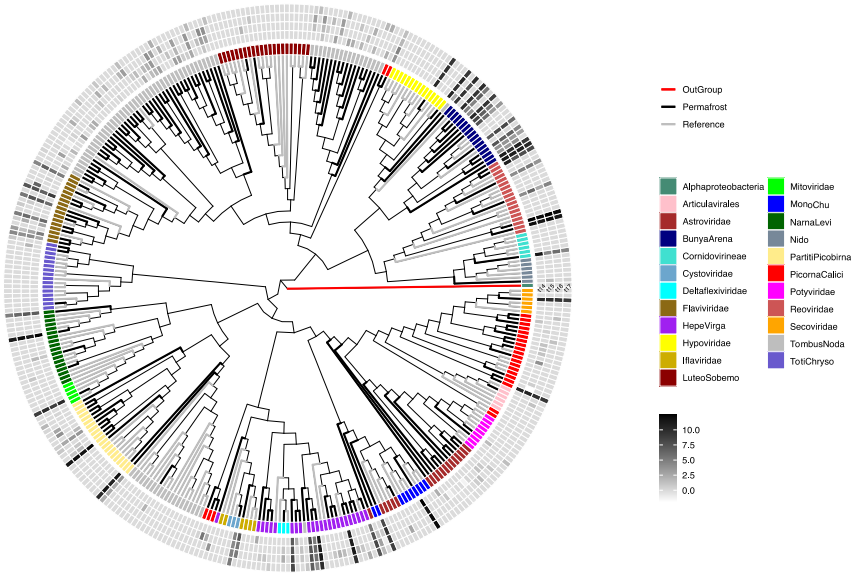 OutGroup
Permafrost
Reference
Alphaproteobacteria
Articulavirales
Astroviridae
BunyaArena
Cornidovirineae
Cystoviridae
Deltaflexiviridae
Flaviviridae
HepeVirga
Hypoviridae
Iflaviridae
LuteoSobemo
Mitoviridae
MonoChu
NarnaLevi
Nido
PartitiPicobirna
PicornaCalici
Potyviridae
Reoviridae
Secoviridae
TombusNoda
TotiChryso
10.0
7.5
5.0
2.5
0.0